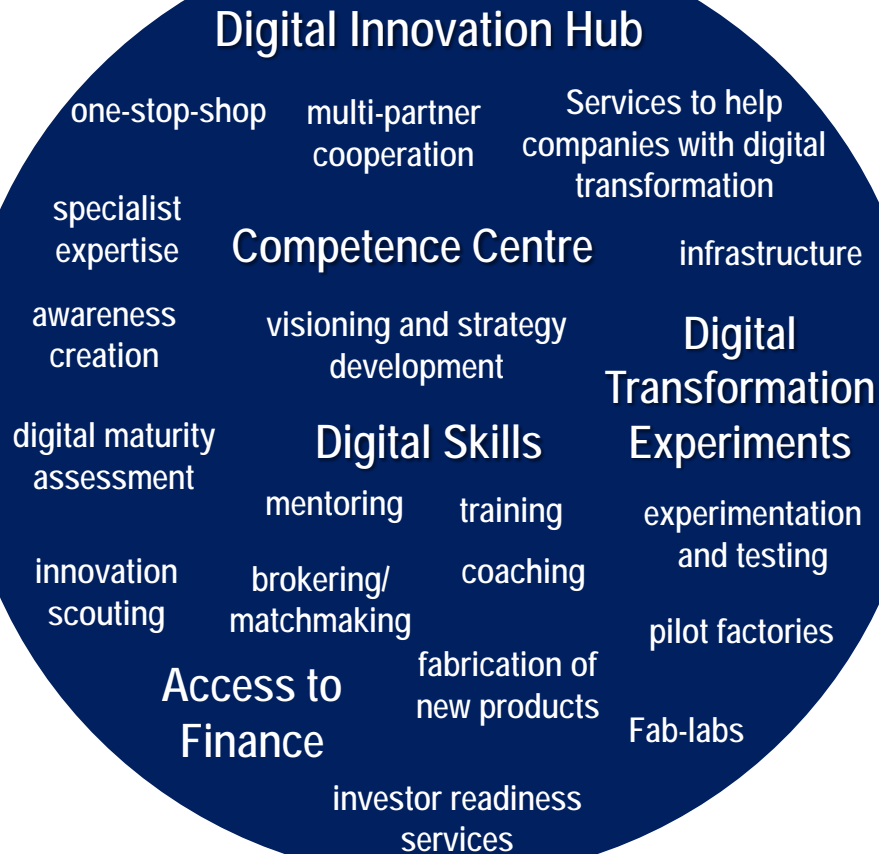 Digital Innovation Hub
one-stop-shop
multi-partner
cooperation
Services to help
companies with digital
transformation
specialist
expertise
Competence Centre
infrastructure
awareness
creation
visioning and strategy
development
Digital
Transformation
Experiments
digital maturity
assessment
Digital Skills
mentoring
training
experimentation
and testing
innovation
scouting
brokering/
matchmaking
coaching
pilot factories
Access to
Finance
fabrication of
new products
Fab-labs
investor readiness
services